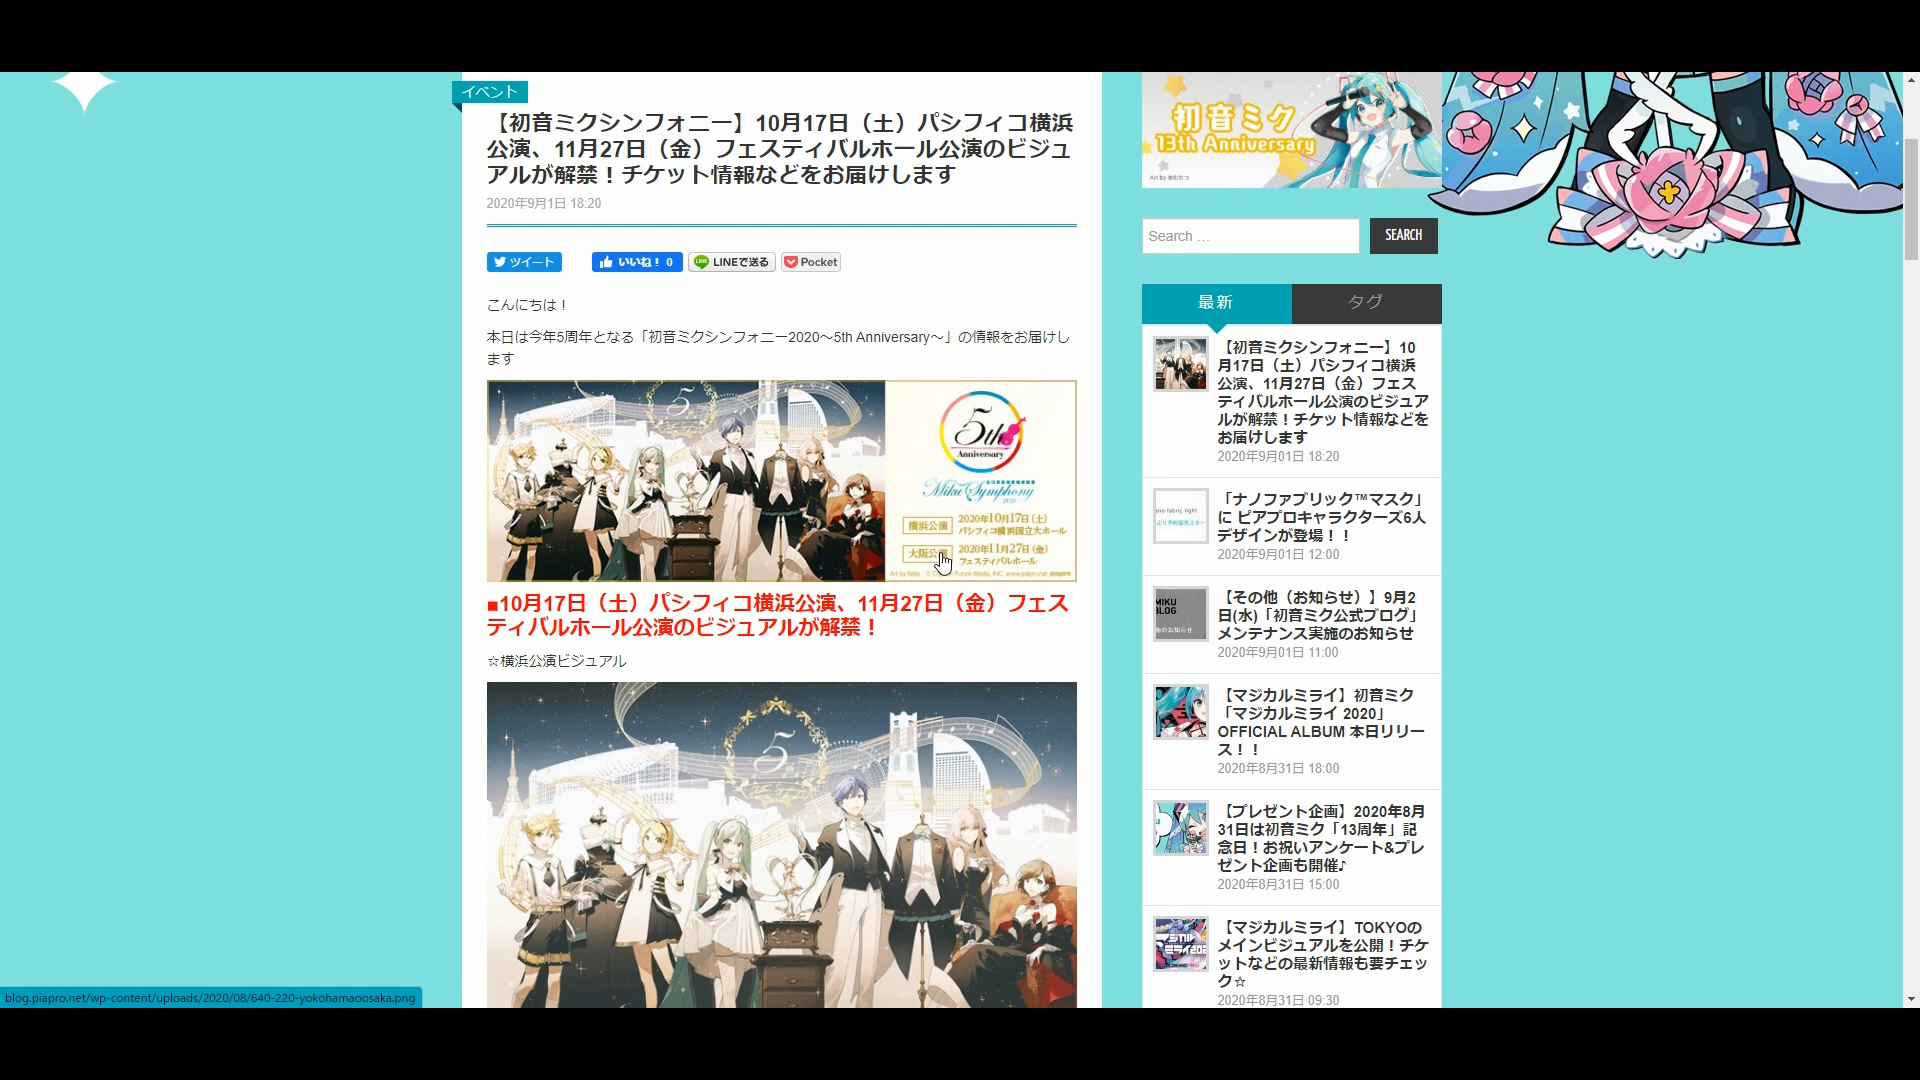 イベント
【初音ミクシンフォニー】10月17日（土）パシフィコ横浜
公演、11月27日（金）フェスティバルホール公演のビジュ
アルが解禁！チケット情報などをお届けします
2020年9月1日 18:20
ツイート
いいね！ 0
LINEで送る
Pocket
こんにちは！
本日は今年5周年となる「初音ミクシンフォニー2020～5th Anniversary～」の情報をお届けし
ます
5
5th
Anniversary
Miku Symphony
横浜公演
2020年10月17日（土）
パシフィコ横浜国立大ホール
大阪公演
2020年11月27日（金）
フェスティバルホール
■10月17日（土）パシフィコ横浜公演、11月27日（金）フェス
ティバルホール公演のビジュアルが解禁！
☆横浜公演ビジュアル
5
初音ミク
13th Anniversary
Search …
SEARCH
最新
タグ
【初音ミクシンフォニー】10
月17日（土）パシフィコ横浜
公演、11月27日（金）フェス
ティバルホール公演のビジュア
ルが解禁！チケット情報などを
お届けします
2020年9月01日 18:20
「ナノファブリック™マスク」
に ピアプロキャラクターズ6人
デザインが登場！！
2020年9月01日 12:00
MIKU
BLOG
【その他（お知らせ）】9月2
日(水)「初音ミク公式ブログ」
メンテナンス実施のお知らせ
2020年9月01日 11:00
【マジカルミライ】初音ミク
「マジカルミライ 2020」
OFFICIAL ALBUM 本日リリー
ス！！
2020年8月31日 18:00
【プレゼント企画】2020年8月
31日は初音ミク「13周年」記
念日！お祝いアンケート&プレ
ゼント企画も開催♪
2020年8月31日 15:00
【マジカルミライ】TOKYOの
メインビジュアルを公開！チケ
ットなどの最新情報も要チェッ
ク☆
2020年8月31日 09:30
blog.piapro.net/wp-content/uploads/2020/08/640-220-yokohamaoosaka.png